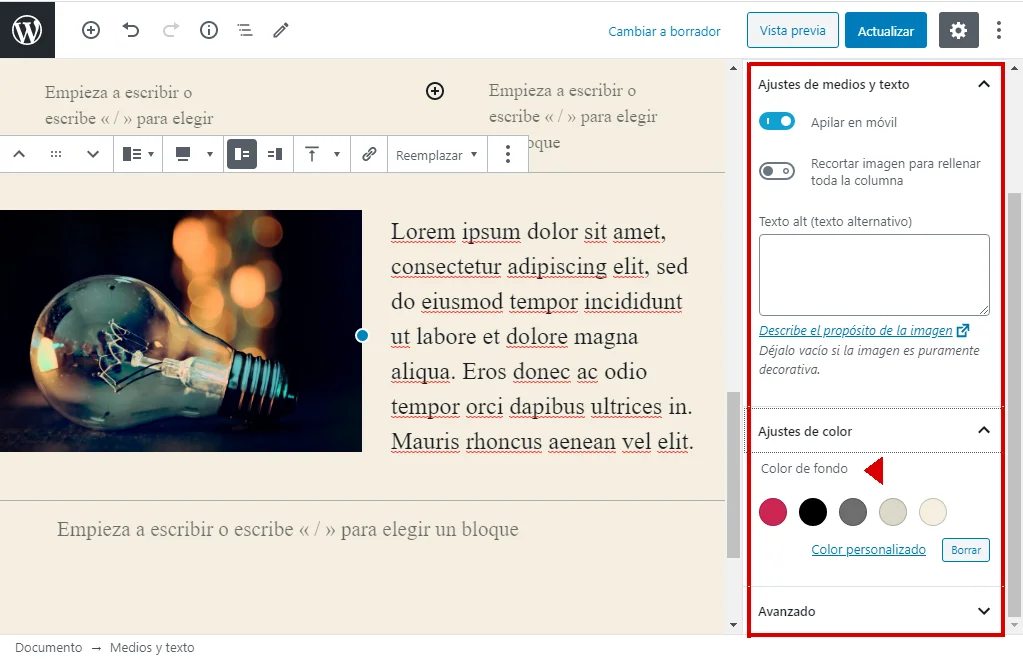 Cambiar a borrador
Vista previa
Actualizar
Empieza a escribir o
escribe « / » para elegir
Empieza a escribir o
escribe « / » para elegir
oque
Reemplazar
Lorem ipsum dolor sit amet,
consectetur adipiscing elit, sed
do eiusmod tempor incididunt
ut labore et dolore magna
aliqua. Eros donec ac odio
tempor orci dapibus ultrices in.
Mauris rhoncus aenean vel elit.
Empieza a escribir o escribe « / » para elegir un bloque
Ajustes de medios y texto
Apilar en móvil
Recortar imagen para rellenar
toda la columna
Texto alt (texto alternativo)
Describe el propósito de la imagen
Déjalo vacío si la imagen es puramente
decorativa.
Ajustes de color
Color de fondo
Color personalizado
Borrar
Avanzado
Documento → Medios y texto